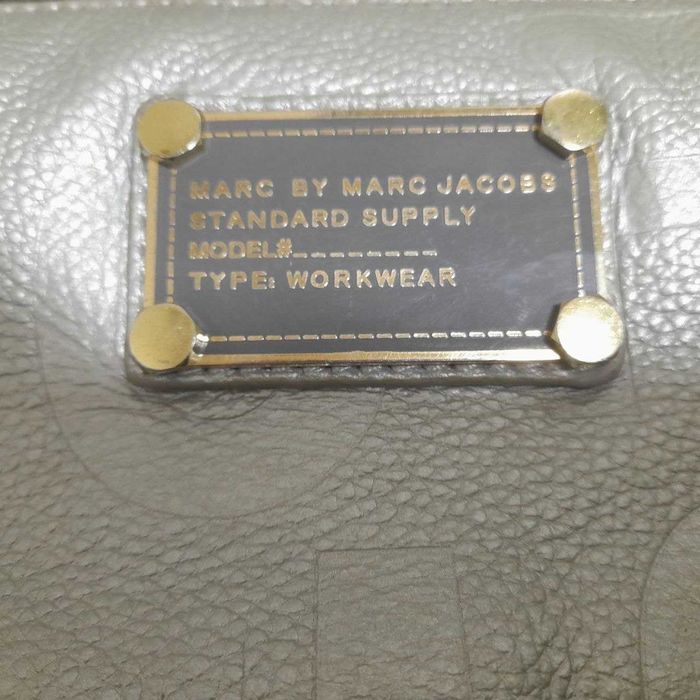 MARC BY MARC JACOBS
STANDARD SUPPLY
MODEL#________
TYPE: WORKWEAR